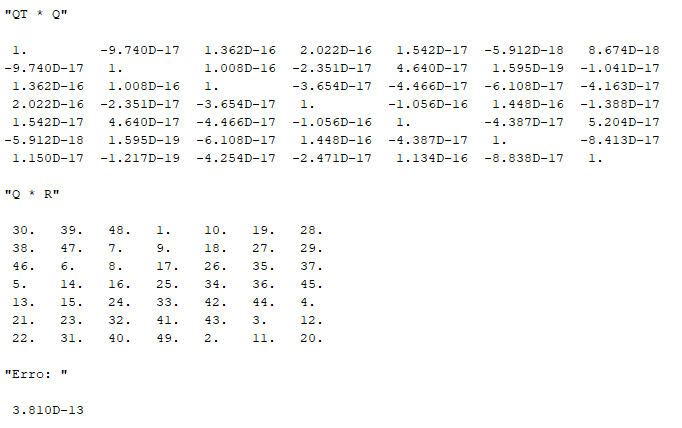 "QT * Q"
1. -9.740D-17 1.362D-16 2.022D-16 1.542D-17 -5.912D-18 8.674D-18
-9.740D-17 1. 1.008D-16 -2.351D-17 4.640D-17 1.595D-19 -1.041D-17
1.362D-16 1.008D-16 1. -3.654D-17 -4.466D-17 -6.108D-17 -4.163D-17
2.022D-16 -2.351D-17 -3.654D-17 1. -1.056D-16 1.448D-16 -1.388D-17
1.542D-17 4.640D-17 -4.466D-17 -1.056D-16 1. -4.387D-17 5.204D-17
-5.912D-18 1.595D-19 -6.108D-17 1.448D-16 -4.387D-17 1. -8.413D-17
1.150D-17 -1.217D-19 -4.254D-17 -2.471D-17 1.134D-16 -8.838D-17 1.
"Q * R"
30. 39. 48. 1. 10. 19. 28.
38. 47. 7. 9. 18. 27. 29.
46. 6. 8. 17. 26. 35. 37.
5. 14. 16. 25. 34. 36. 45.
13. 15. 24. 33. 42. 44. 4.
21. 23. 32. 41. 43. 3. 12.
22. 31. 40. 49. 2. 11. 20.
"Erro: "
3.810D-13